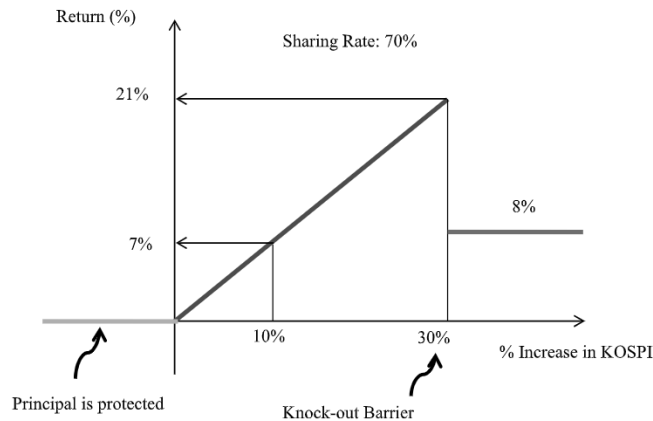 Return (%)
Sharing Rate: 70%
21%
8%
7%
10%
30%
% Increase in KOSPI
Principal is protected
Knock-out Barrier